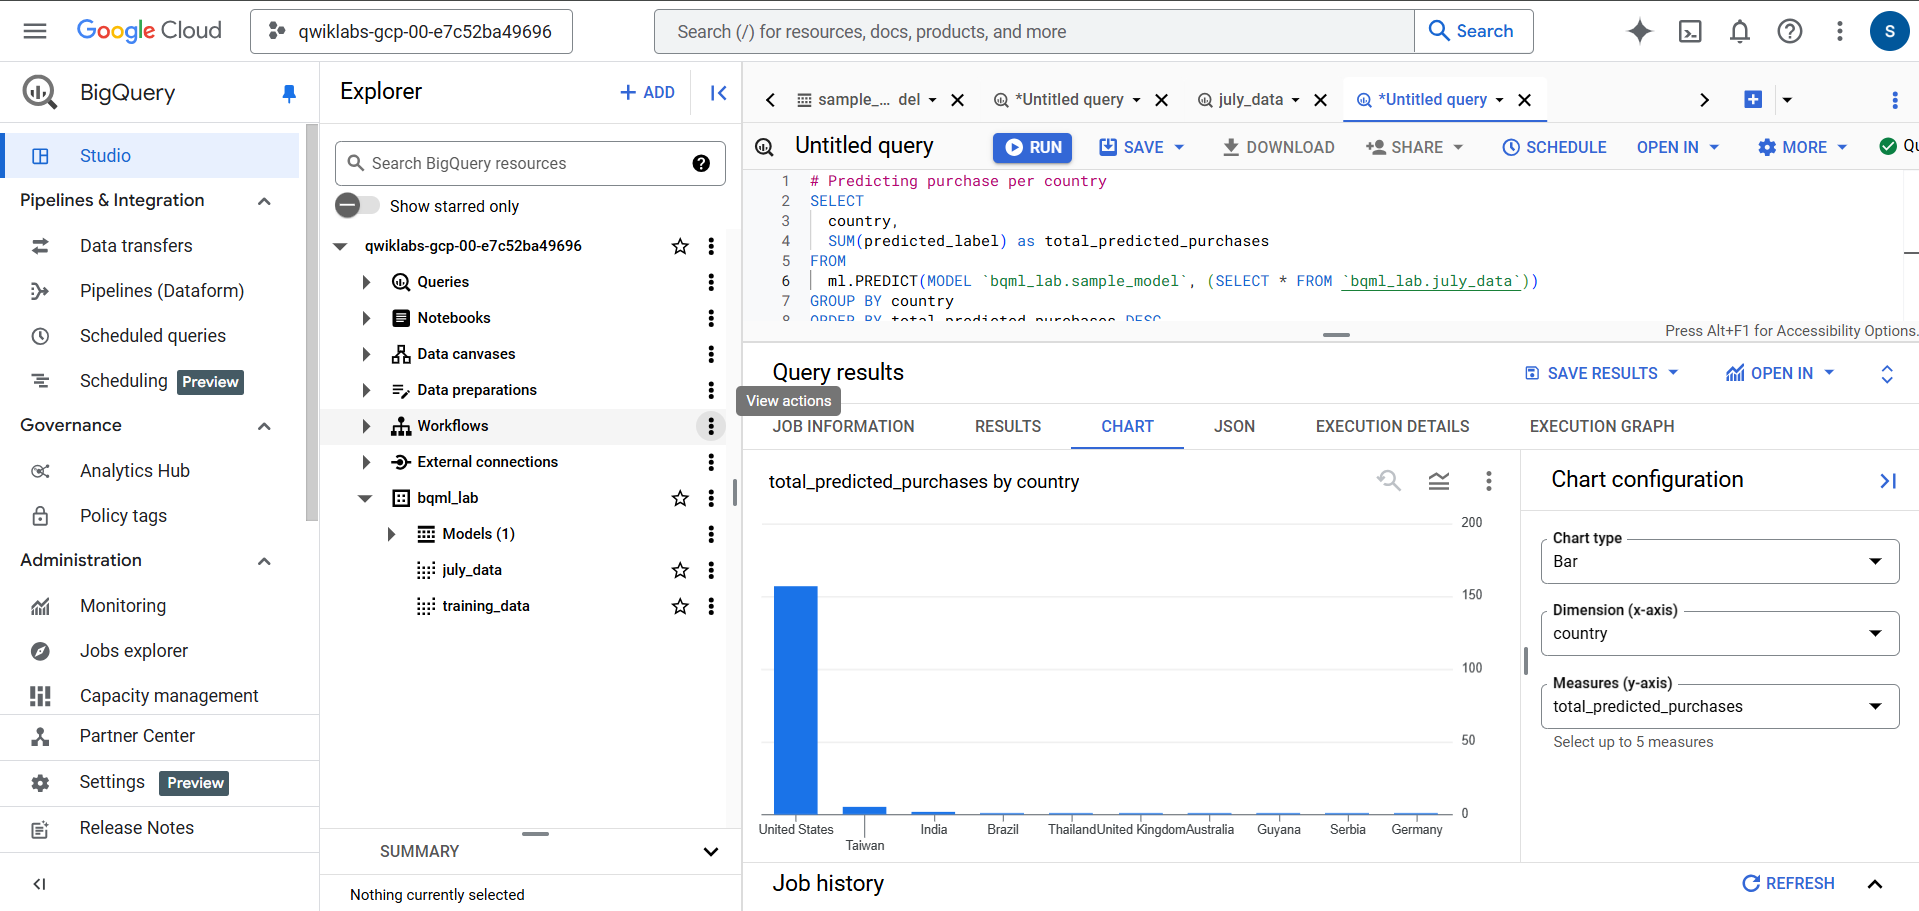 Google Cloud
qwiklabs-gcp-00-e7c52ba49696
Search (/) for resources, docs, products, and more
Search
S
BigQuery
Studio
Pipelines & Integration
Data transfers
Pipelines (Dataform)
Scheduled queries
Scheduling Preview
Governance
Analytics Hub
Policy tags
Administration
Monitoring
Jobs explorer
Capacity management
Partner Center
Settings Preview
Release Notes
Explorer
+ ADD
Search BigQuery resources
Show starred only
qwiklabs-gcp-00-e7c52ba49696
Queries
Notebooks
Data canvases
Data preparations
Workflows
External connections
bqml_lab
Models (1)
july_data
training_data
View actions
SUMMARY
Nothing currently selected
sample_... del
*Untitled query
july_data
*Untitled query
Untitled query
RUN
SAVE
DOWNLOAD
SHARE
SCHEDULE
OPEN IN
MORE
Qu
1 # Predicting purchase per country
2 SELECT
3 country,
4 SUM(predicted_label) as total_predicted_purchases
5 FROM
6 ml.PREDICT(MODEL `bqml_lab.sample_model`, (SELECT * FROM `bqml_lab.july_data`))
7 GROUP BY country
8 ORDER BY total_predicted_purchases DESC
Press Alt+F1 for Accessibility Options.
Query results
SAVE RESULTS
OPEN IN
JOB INFORMATION
RESULTS
CHART
JSON
EXECUTION DETAILS
EXECUTION GRAPH
total_predicted_purchases by country
200
150
100
50
0
United States
Taiwan
India
Brazil
Thailand
United Kingdom
Australia
Guyana
Serbia
Germany
Chart configuration
Chart type
Bar
Dimension (x-axis)
country
Measures (y-axis)
total_predicted_purchases
Select up to 5 measures
Job history
REFRESH